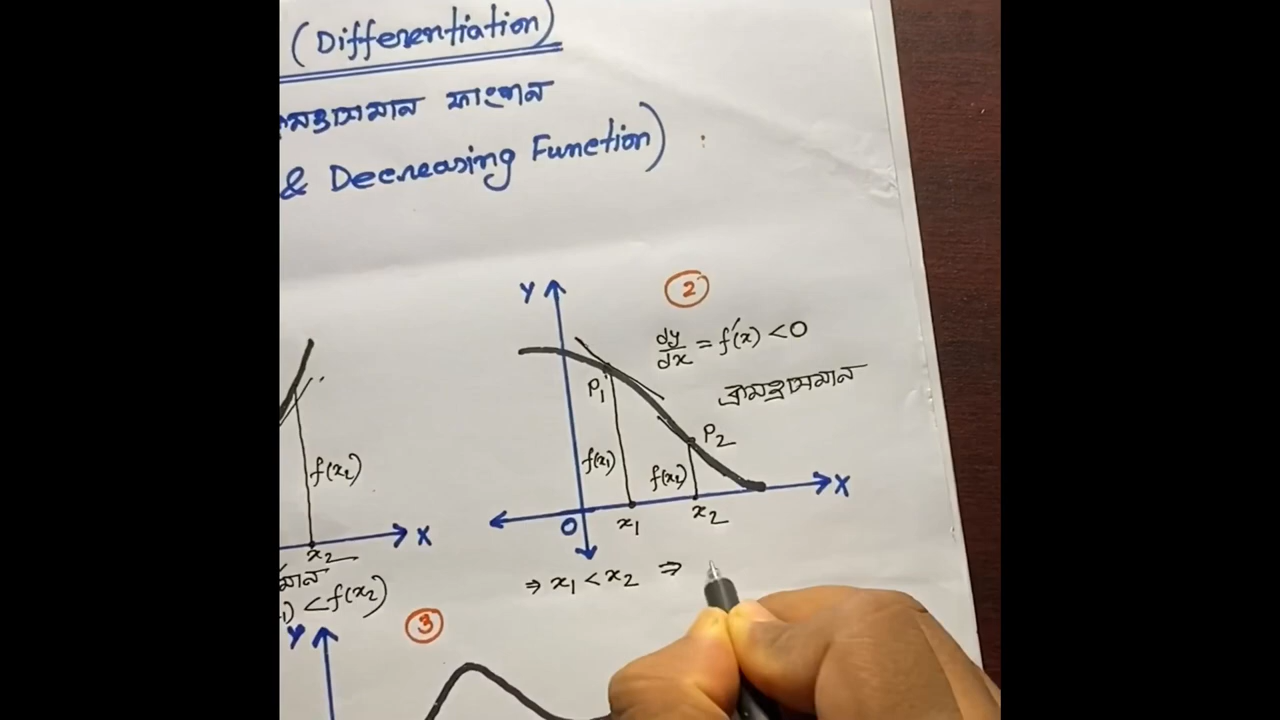 (Differentiation)
ক্রমহ্রাসমান ফাংশন
& Decreasing Function)
Y
②
dy/dx = f′(x) < 0
ক্রমহ্রাসমান
P₁
P₂
f(x₁)
f(x₂)
X
O
x₁
x₂
⇒ x₁ < x₂ ⇒
f(x₂)
X
x₂
মান
₁) < f(x₂)
Y
③